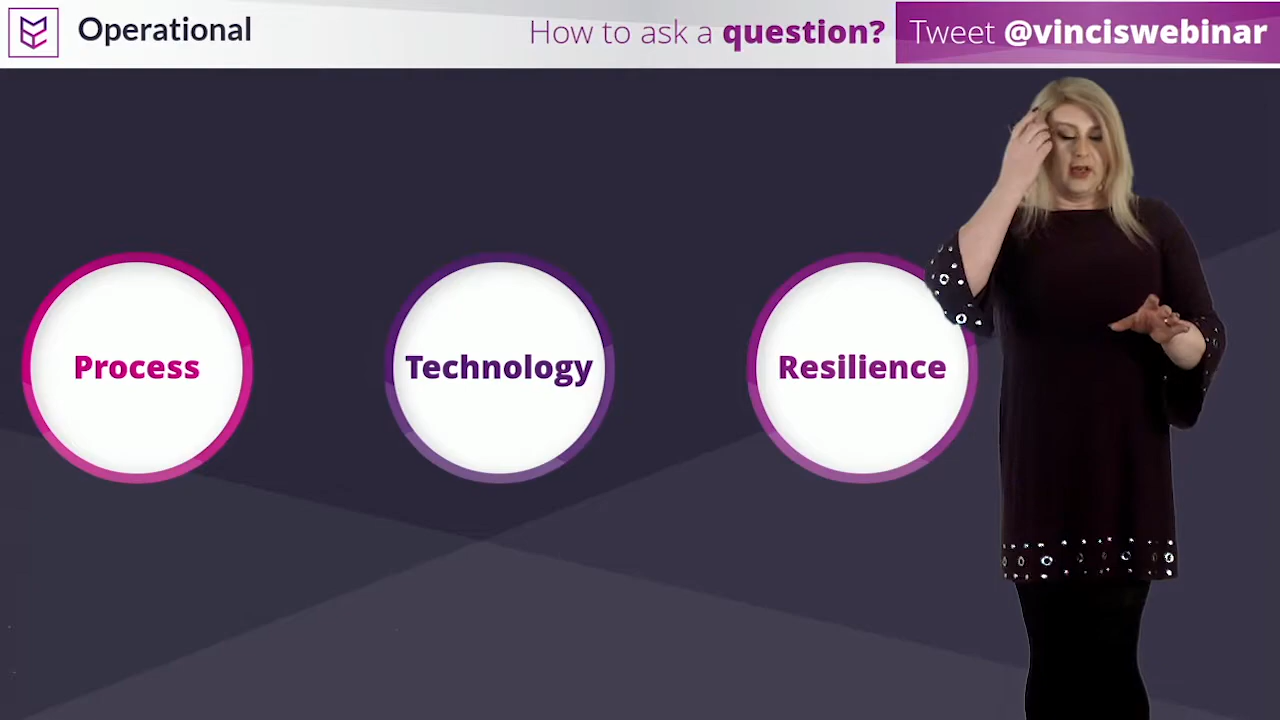 Operational
How to ask a question?
Tweet @vinciswebinar
Process
Technology
Resilience